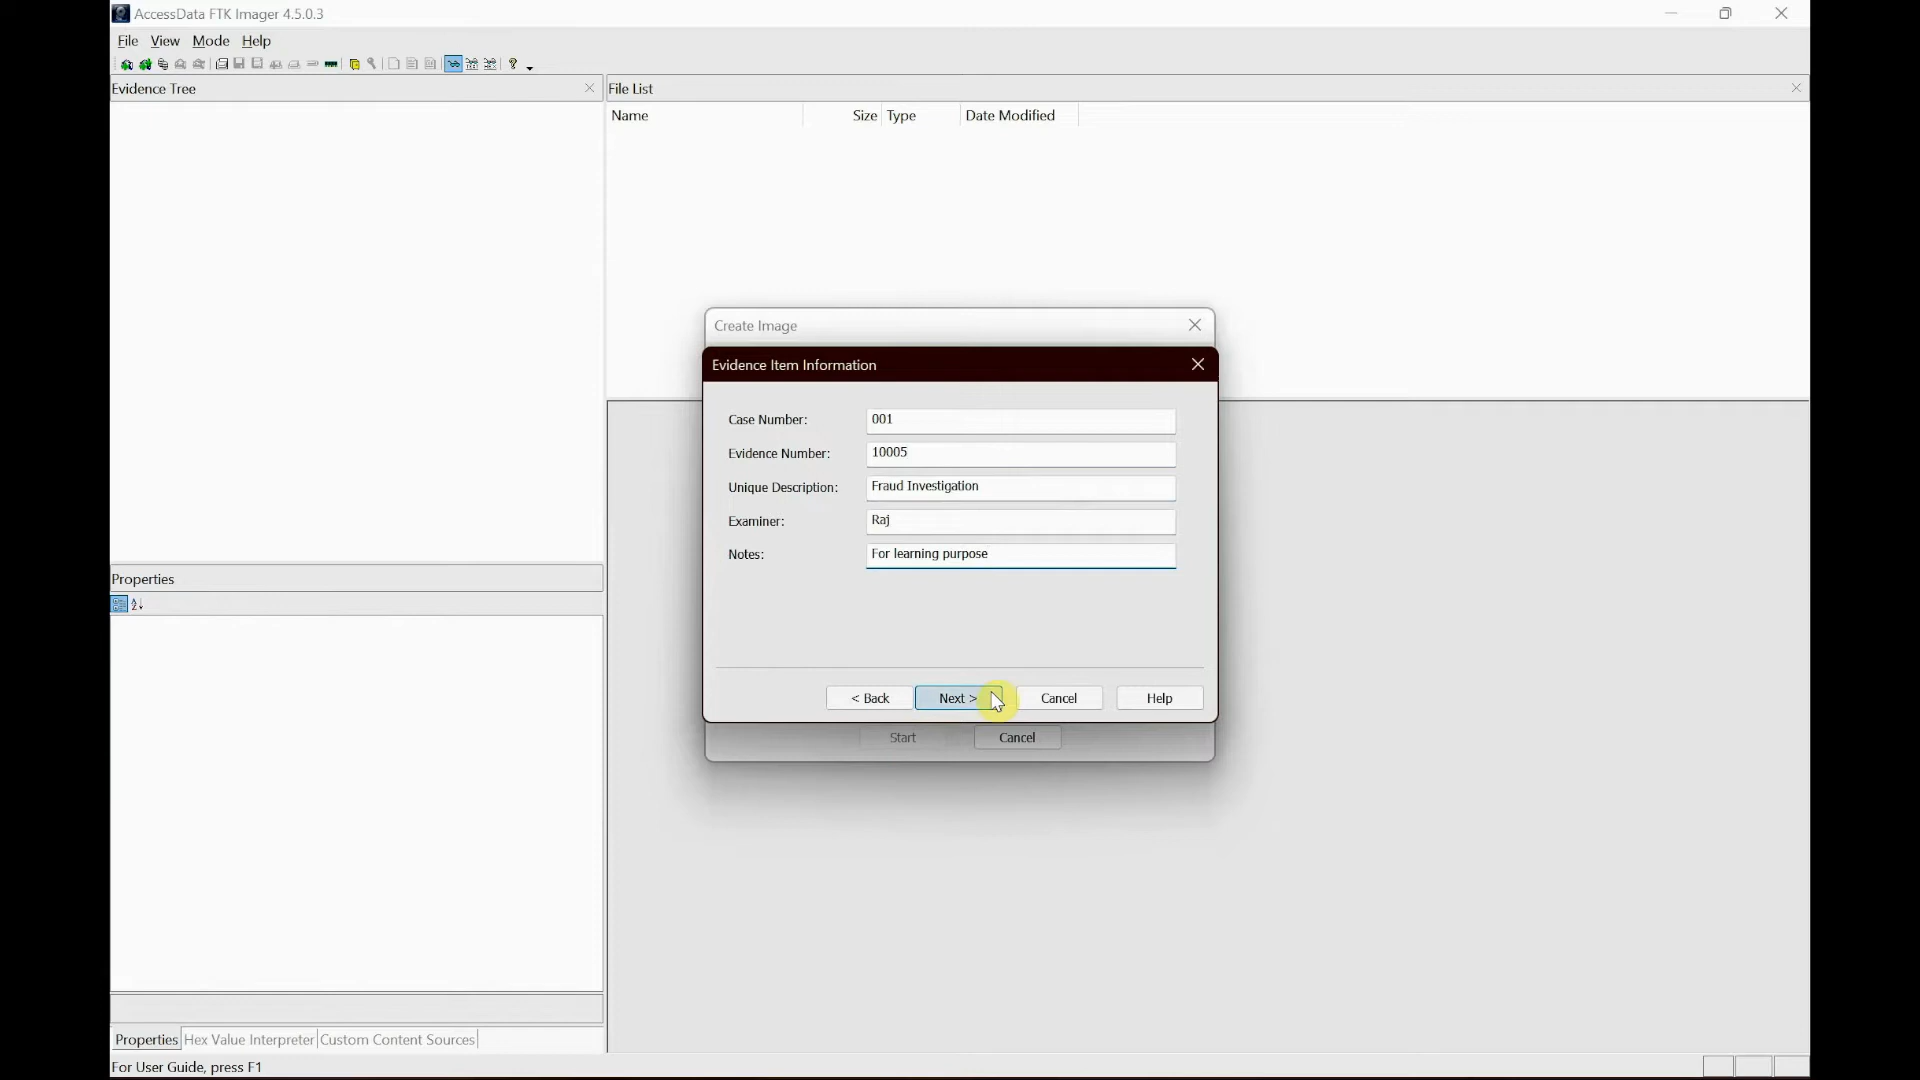 AccessData FTK Imager 4.5.0.3
File View Mode Help
Evidence Tree
File List
Name Size Type Date Modified
Create Image
Evidence Item Information
Case Number: 001
Evidence Number: 10005
Unique Description: Fraud Investigation
Examiner: Raj
Notes: For learning purpose
< Back Next > Cancel Help
Start Cancel
Properties
Properties Hex Value Interpreter Custom Content Sources
For User Guide, press F1